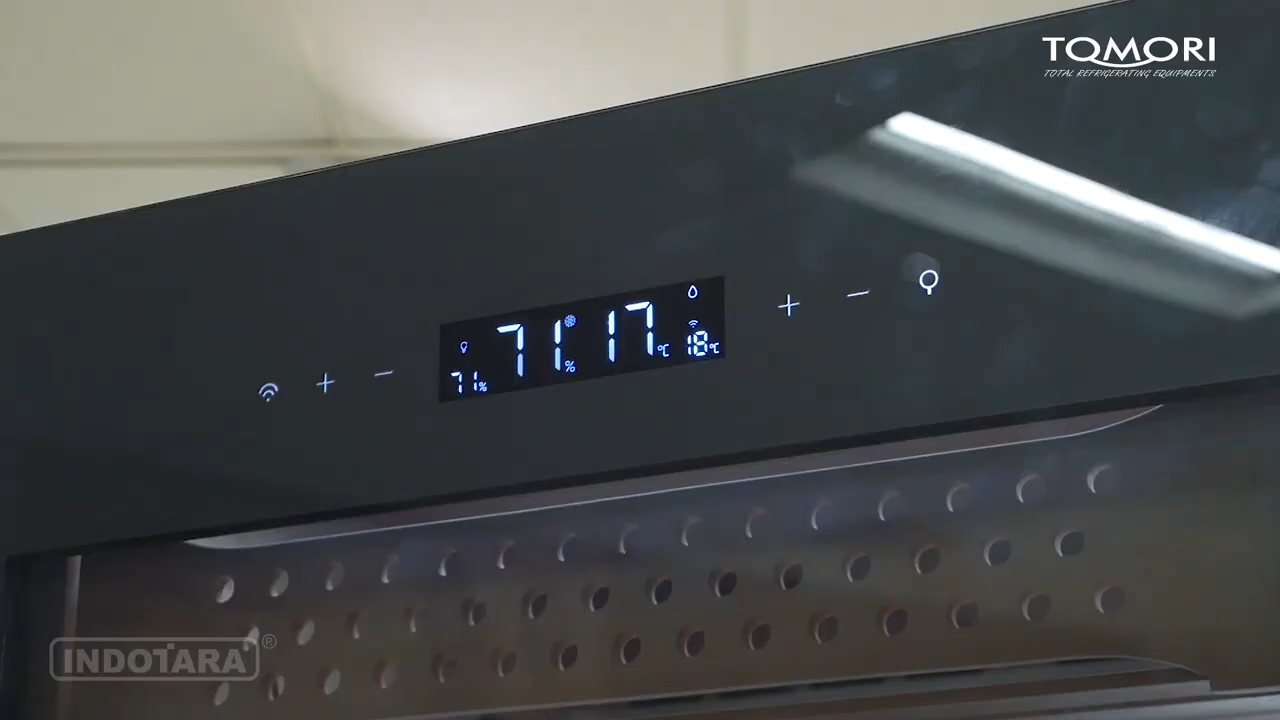 TOMORI
TOTAL REFRIGERATING EQUIPMENTS
71% 71% 17°C 18°C
INDOTARA®